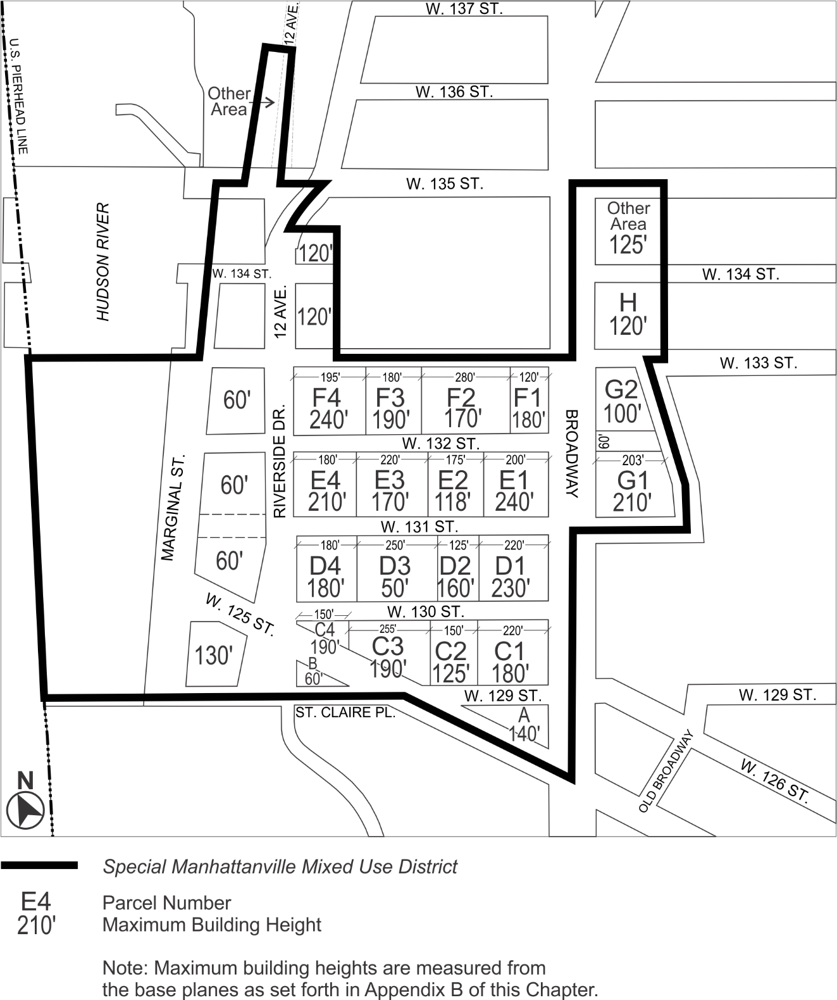 W. 137 ST.
12 AVE.
U.S. PIERHEAD LINE
Other
Area
W. 136 ST.
W. 135 ST.
HUDSON RIVER
Other
Area
125'
120'
W. 134 ST.
W. 134 ST.
12 AVE.
120'
H
120'
W. 133 ST.
60'
195'
F4
240'
180'
F3
190'
280'
F2
170'
120'
F1
180'
G2
100'
60'
RIVERSIDE DR.
BROADWAY
W. 132 ST.
MARGINAL ST.
60'
180'
E4
210'
220'
E3
170'
175'
E2
118'
200'
E1
240'
203'
G1
210'
W. 131 ST.
60'
180'
D4
180'
250'
D3
50'
125'
D2
160'
220'
D1
230'
W. 125 ST.
W. 130 ST.
130'
150'
C4
190'
255'
C3
190'
150'
C2
125'
220'
C1
180'
B
60'
W. 129 ST.
W. 129 ST.
ST. CLAIRE PL.
A
140'
OLD BROADWAY
W. 126 ST.
N
Special Manhattanville Mixed Use District
E4
210'
Parcel Number
Maximum Building Height
Note: Maximum building heights are measured from
the base planes as set forth in Appendix B of this Chapter.